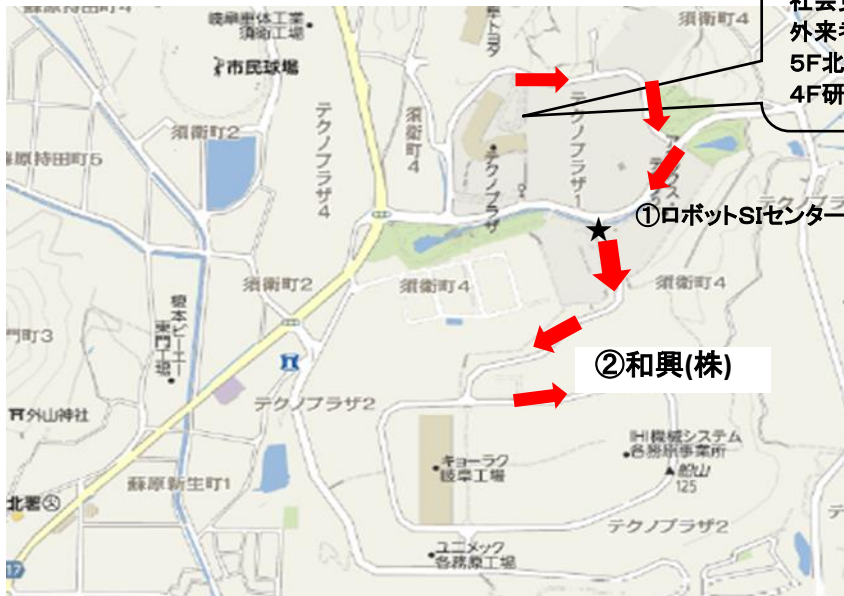 社会
外来
5F北
4F研
須衛町4
岐阜車体工業
須衛工場
市民球場
須衛町2
原持田町5
テクノプラザ4
須衛町4
テクノプラザ1
テクノプラザ
①ロボットSIセンター
須衛町2
須衛町4
須衛町4
榎本ビーエー
東門工場
門町3
②和興(株)
テクノプラザ2
外山神社
IHI機械システム
各務原事業所
船山
125
キョーラク
岐阜工場
蘇原新生町1
北署
テクノプラザ2
ユニメック
各務原工場
17